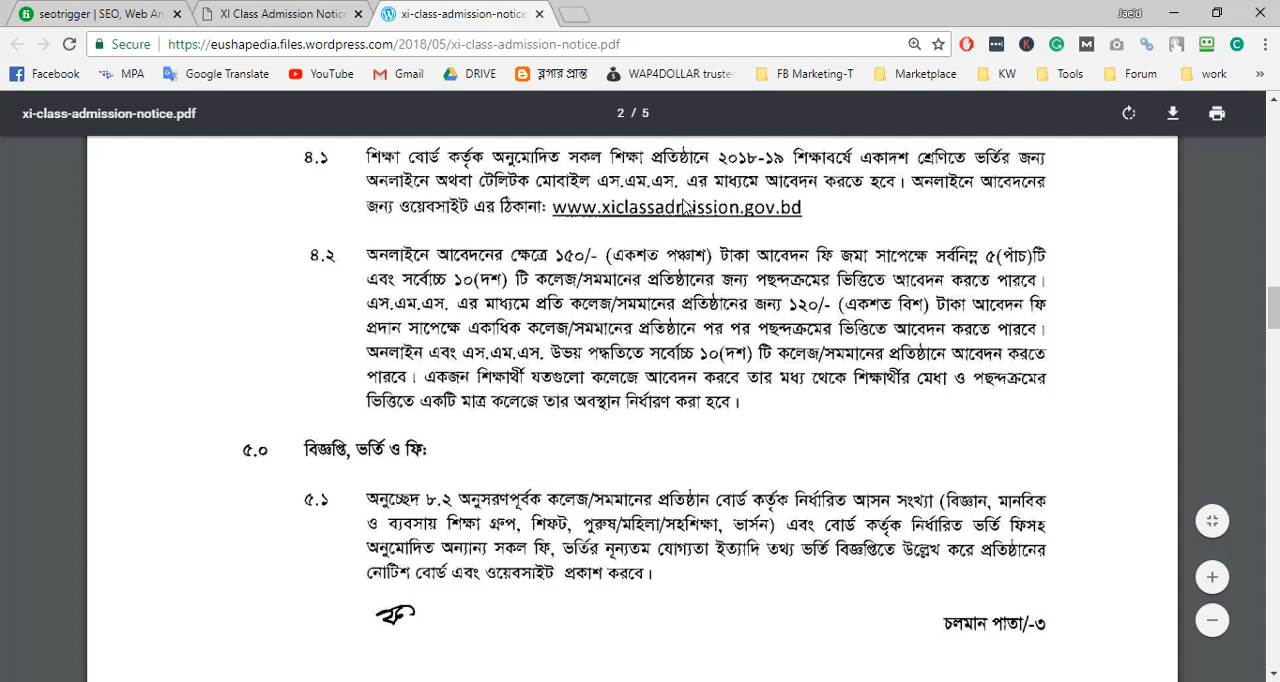 seotrigger | SEO, Web An
XI Class Admission Notice
xi-class-admission-notice.
Jaeid
Secure | https://eushapedia.files.wordpress.com/2018/05/xi-class-admission-notice.pdf
Facebook MPA Google Translate YouTube Gmail DRIVE ব্লগার প্রান্ত WAP4DOLLAR truste FB Marketing-T Marketplace KW Tools Forum work »
xi-class-admission-notice.pdf 2 / 5
৪.১ শিক্ষা বোর্ড কর্তৃক অনুমোদিত সকল শিক্ষা প্রতিষ্ঠানে ২০১৮-১৯ শিক্ষাবর্ষে একাদশ শ্রেণিতে ভর্তির জন্য
অনলাইনে অথবা টেলিটক মোবাইল এস.এম.এস. এর মাধ্যমে আবেদন করতে হবে। অনলাইনে আবেদনের
জন্য ওয়েবসাইট এর ঠিকানা: www.xiclassadmission.gov.bd
৪.২ অনলাইনে আবেদনের ক্ষেত্রে ১৫০/- (একশত পঞ্চাশ) টাকা আবেদন ফি জমা সাপেক্ষে সর্বনিম্ন ৫(পাঁচ)টি
এবং সর্বোচ্চ ১০(দশ) টি কলেজ/সমমানের প্রতিষ্ঠানের জন্য পছন্দক্রমের ভিত্তিতে আবেদন করতে পারবে।
এস.এম.এস. এর মাধ্যমে প্রতি কলেজ/সমমানের প্রতিষ্ঠানের জন্য ১২০/- (একশত বিশ) টাকা আবেদন ফি
প্রদান সাপেক্ষে একাধিক কলেজ/সমমানের প্রতিষ্ঠানে পর পর পছন্দক্রমের ভিত্তিতে আবেদন করতে পারবে।
অনলাইন এবং এস.এম.এস. উভয় পদ্ধতিতে সর্বোচ্চ ১০(দশ) টি কলেজ/সমমানের প্রতিষ্ঠানে আবেদন করতে
পারবে। একজন শিক্ষার্থী যতগুলো কলেজে আবেদন করবে তার মধ্য থেকে শিক্ষার্থীর মেধা ও পছন্দক্রমের
ভিত্তিতে একটি মাত্র কলেজে তার অবস্থান নির্ধারণ করা হবে।
৫.০ বিজ্ঞপ্তি, ভর্তি ও ফি:
৫.১ অনুচ্ছেদ ৮.২ অনুসরণপূর্বক কলেজ/সমমানের প্রতিষ্ঠান বোর্ড কর্তৃক নির্ধারিত আসন সংখ্যা (বিজ্ঞান, মানবিক
ও ব্যবসায় শিক্ষা গ্রুপ, শিফট, পুরুষ/মহিলা/সহশিক্ষা, ভার্সন) এবং বোর্ড কর্তৃক নির্ধারিত ভর্তি ফিসহ
অনুমোদিত অন্যান্য সকল ফি, ভর্তির নূন্যতম যোগ্যতা ইত্যাদি তথ্য ভর্তি বিজ্ঞপ্তিতে উল্লেখ করে প্রতিষ্ঠানের
নোটিশ বোর্ড এবং ওয়েবসাইট প্রকাশ করবে।
চলমান পাতা/-৩